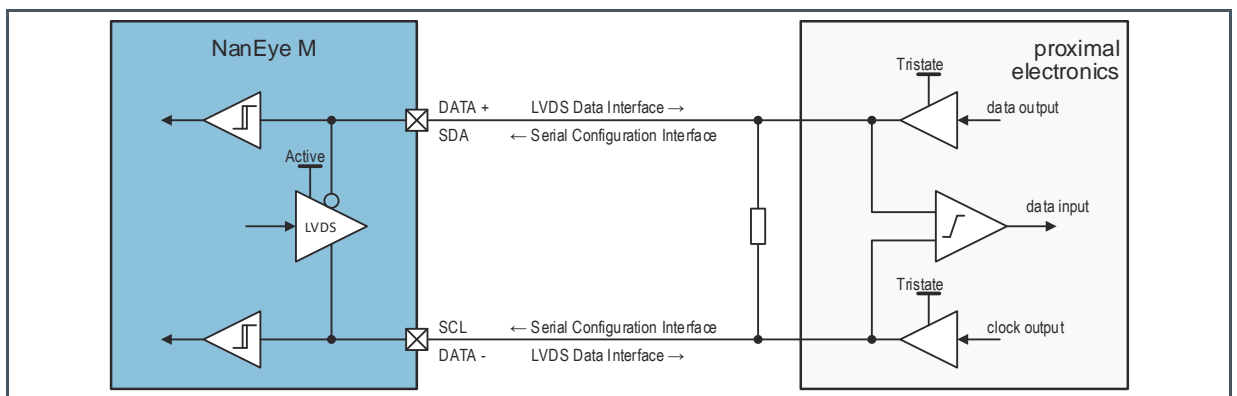 NanEye M
proximal
electronics
Tristate
DATA + LVDS Data Interface →
data output
SDA ← Serial Configuration Interface
Active
LVDS
data input
Tristate
SCL ← Serial Configuration Interface
clock output
DATA - LVDS Data Interface →